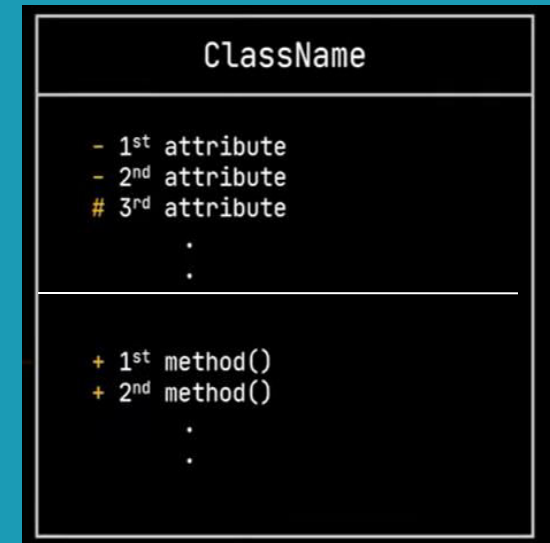 ClassName
- 1st attribute
- 2nd attribute
# 3rd attribute
.
.
+ 1st method()
+ 2nd method()
.
.